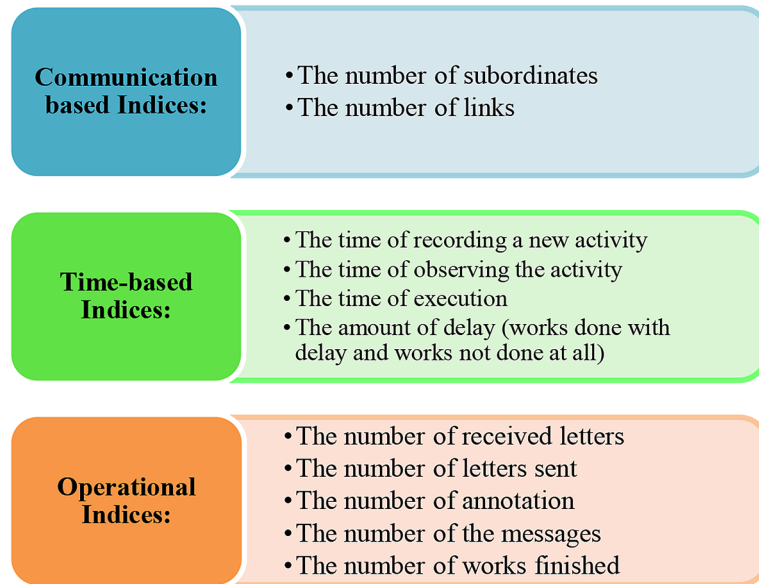 Communication
based Indices:
• The number of subordinates
• The number of links
Time-based
Indices:
• The time of recording a new activity
• The time of observing the activity
• The time of execution
• The amount of delay (works done with
delay and works not done at all)
Operational
Indices:
• The number of received letters
• The number of letters sent
• The number of annotation
• The number of the messages
• The number of works finished